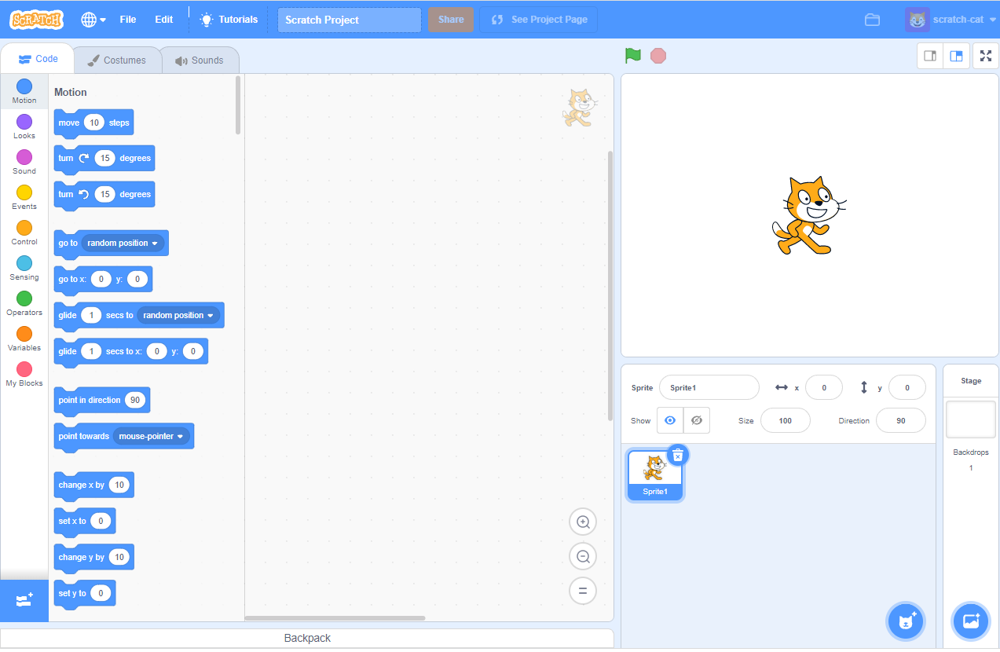 SCRATCH File Edit Tutorials Scratch Project Share See Project Page scratch-cat
Code Costumes Sounds
Motion
Looks
Sound
Events
Control
Sensing
Operators
Variables
My Blocks
Motion
move 10 steps
turn 15 degrees
turn 15 degrees
go to random position
go to x: 0 y: 0
glide 1 secs to random position
glide 1 secs to x: 0 y: 0
point in direction 90
point towards mouse-pointer
change x by 10
set x to 0
change y by 10
set y to 0
Backpack
Sprite Sprite1 x 0 y 0
Show Size 100 Direction 90
Sprite1
Stage
Backdrops
1